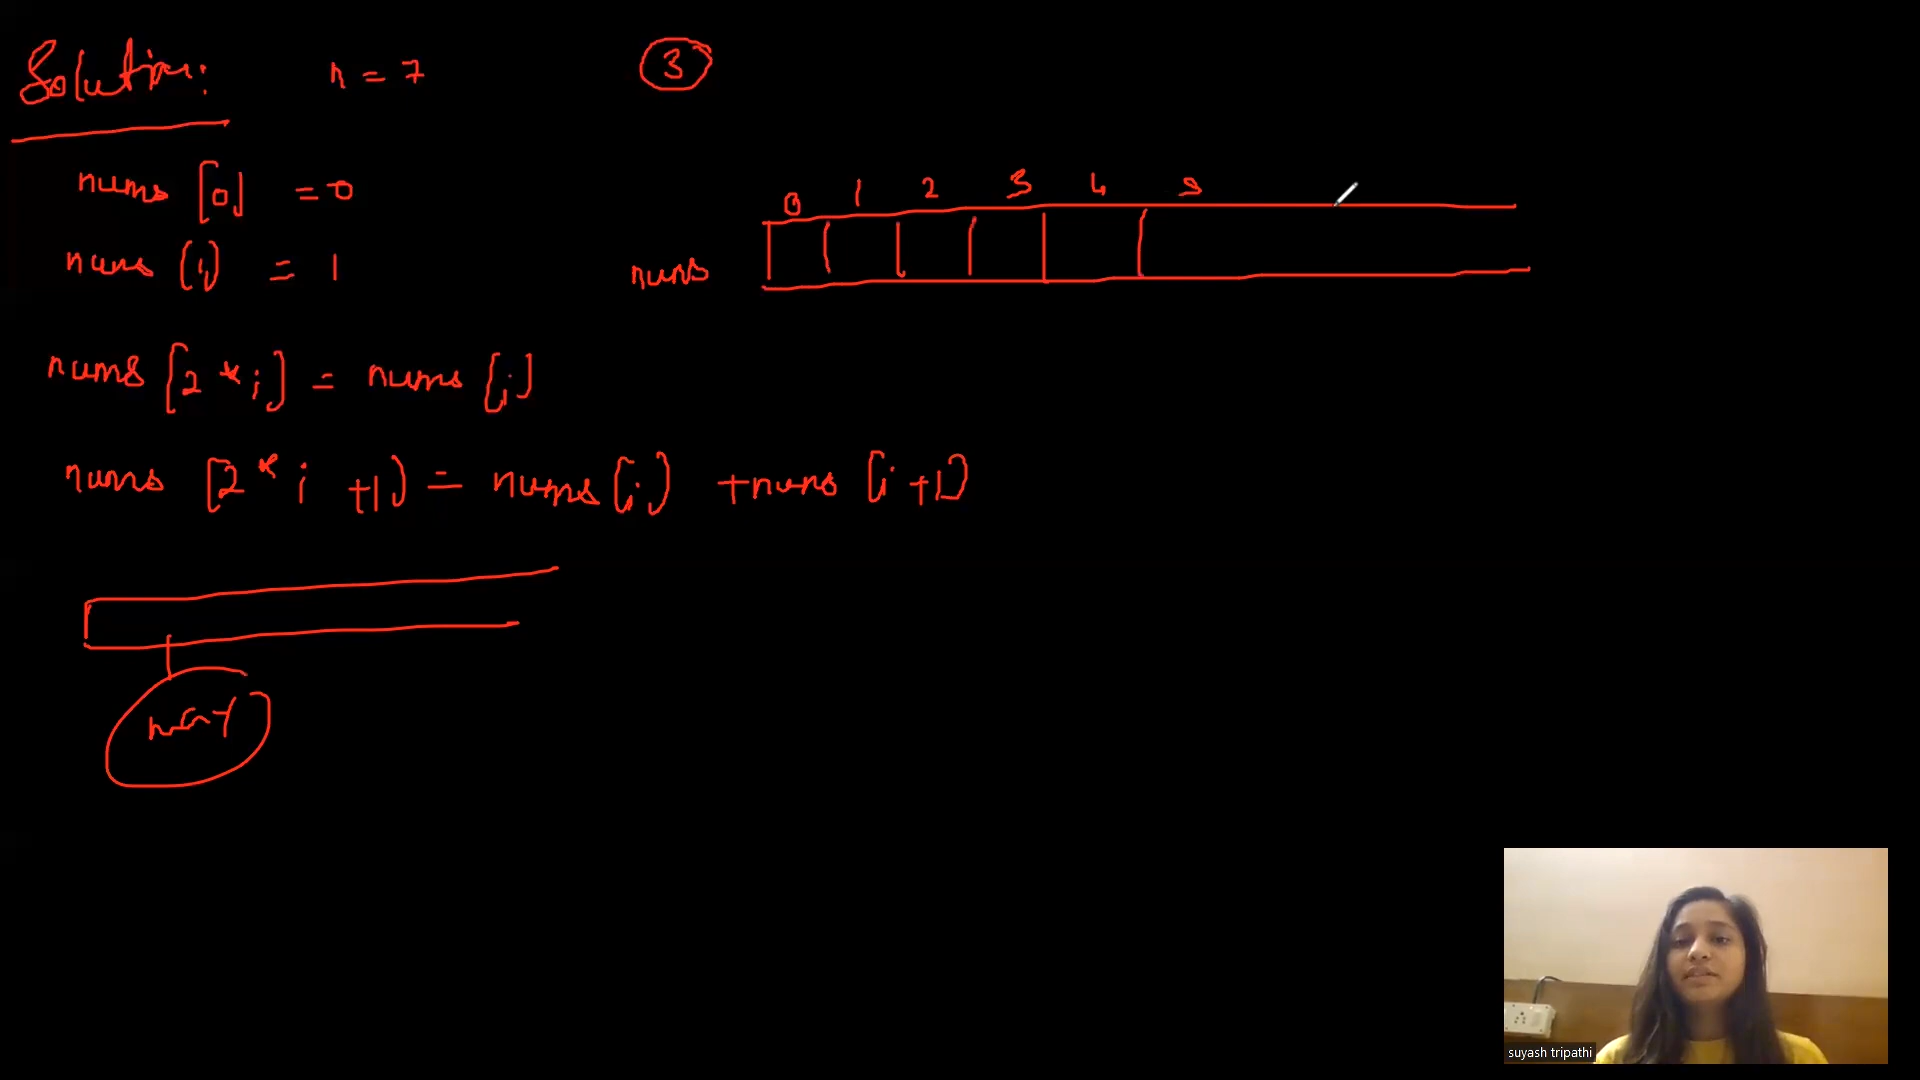 Solution: n = 7
3
nums [0] = 0
nums [1] = 1
nums [2 * i] = nums [i]
nums [2 * i + 1] = nums [i] + nums [i + 1]
0 1 2 3 4 5
nums
max
suyash tripathi